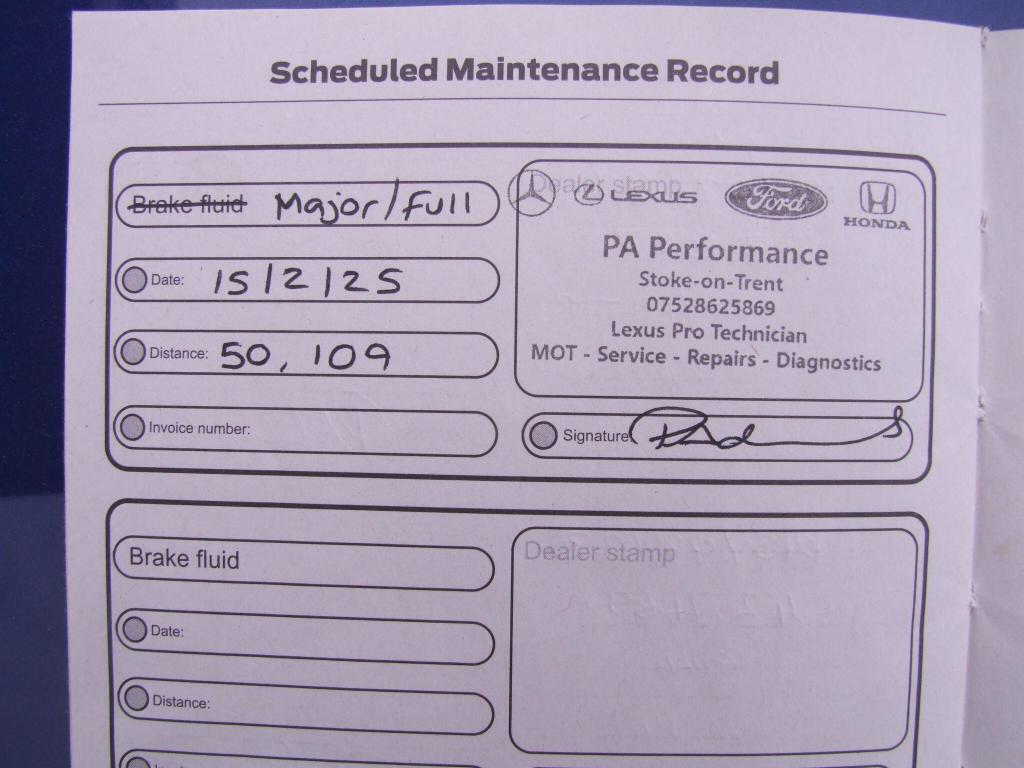 Scheduled Maintenance Record
Brake fluid Major/Full
Date: 15/2/25
Distance: 50,109
Invoice number:
Dealer stamp
LEXUS Ford HONDA
PA Performance
Stoke-on-Trent
07528625869
Lexus Pro Technician
MOT - Service - Repairs - Diagnostics
Signature
Brake fluid
Date:
Distance:
Dealer stamp